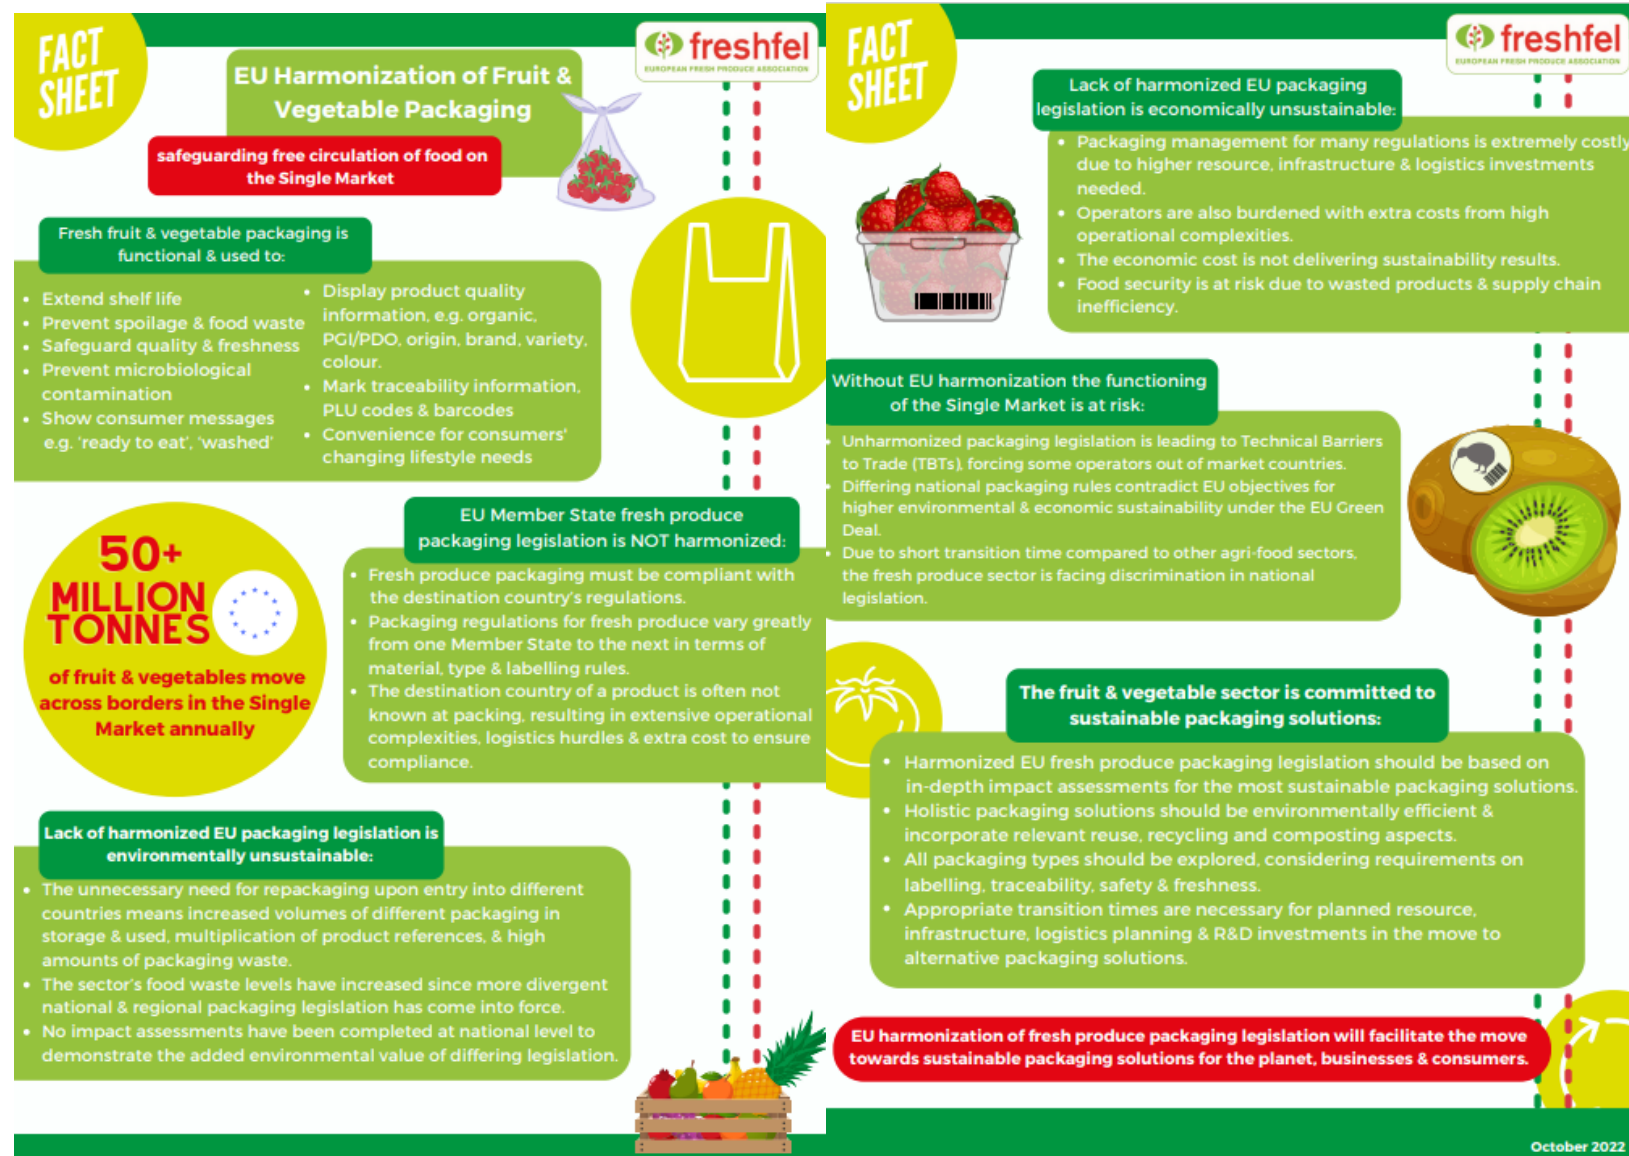 FACT
SHEET
freshfel
EUROPEAN FRESH PRODUCE ASSOCIATION
EU Harmonization of Fruit &
Vegetable Packaging
safeguarding free circulation of food on
the Single Market
Fresh fruit & vegetable packaging is
functional & used to:
• Extend shelf life
• Prevent spoilage & food waste
• Safeguard quality & freshness
• Prevent microbiological
contamination
• Show consumer messages
e.g. 'ready to eat', 'washed'
• Display product quality
information, e.g. organic,
PGI/PDO, origin, brand, variety,
colour.
• Mark traceability information,
PLU codes & barcodes
• Convenience for consumers'
changing lifestyle needs
50+
MILLION
TONNES
of fruit & vegetables move
across borders in the Single
Market annually
EU Member State fresh produce
packaging legislation is NOT harmonized:
• Fresh produce packaging must be compliant with
the destination country's regulations.
• Packaging regulations for fresh produce vary greatly
from one Member State to the next in terms of
material, type & labelling rules.
• The destination country of a product is often not
known at packing, resulting in extensive operational
complexities, logistics hurdles & extra cost to ensure
compliance.
Lack of harmonized EU packaging legislation is
environmentally unsustainable:
• The unnecessary need for repackaging upon entry into different
countries means increased volumes of different packaging in
storage & used, multiplication of product references, & high
amounts of packaging waste.
• The sector's food waste levels have increased since more divergent
national & regional packaging legislation has come into force.
• No impact assessments have been completed at national level to
demonstrate the added environmental value of differing legislation.
FACT
SHEET
freshfel
EUROPEAN FRESH PRODUCE ASSOCIATION
Lack of harmonized EU packaging
legislation is economically unsustainable:
• Packaging management for many regulations is extremely costly
due to higher resource, infrastructure & logistics investments
needed.
• Operators are also burdened with extra costs from high
operational complexities.
• The economic cost is not delivering sustainability results.
• Food security is at risk due to wasted products & supply chain
inefficiency.
Without EU harmonization the functioning
of the Single Market is at risk:
• Unharmonized packaging legislation is leading to Technical Barriers
to Trade (TBTs), forcing some operators out of market countries.
• Differing national packaging rules contradict EU objectives for
higher environmental & economic sustainability under the EU Green
Deal.
• Due to short transition time compared to other agri-food sectors,
the fresh produce sector is facing discrimination in national
legislation.
The fruit & vegetable sector is committed to
sustainable packaging solutions:
• Harmonized EU fresh produce packaging legislation should be based on
in-depth impact assessments for the most sustainable packaging solutions.
• Holistic packaging solutions should be environmentally efficient &
incorporate relevant reuse, recycling and composting aspects.
• All packaging types should be explored, considering requirements on
labelling, traceability, safety & freshness.
• Appropriate transition times are necessary for planned resource,
infrastructure, logistics planning & R&D investments in the move to
alternative packaging solutions.
EU harmonization of fresh produce packaging legislation will facilitate the move
towards sustainable packaging solutions for the planet, businesses & consumers.
October 2022